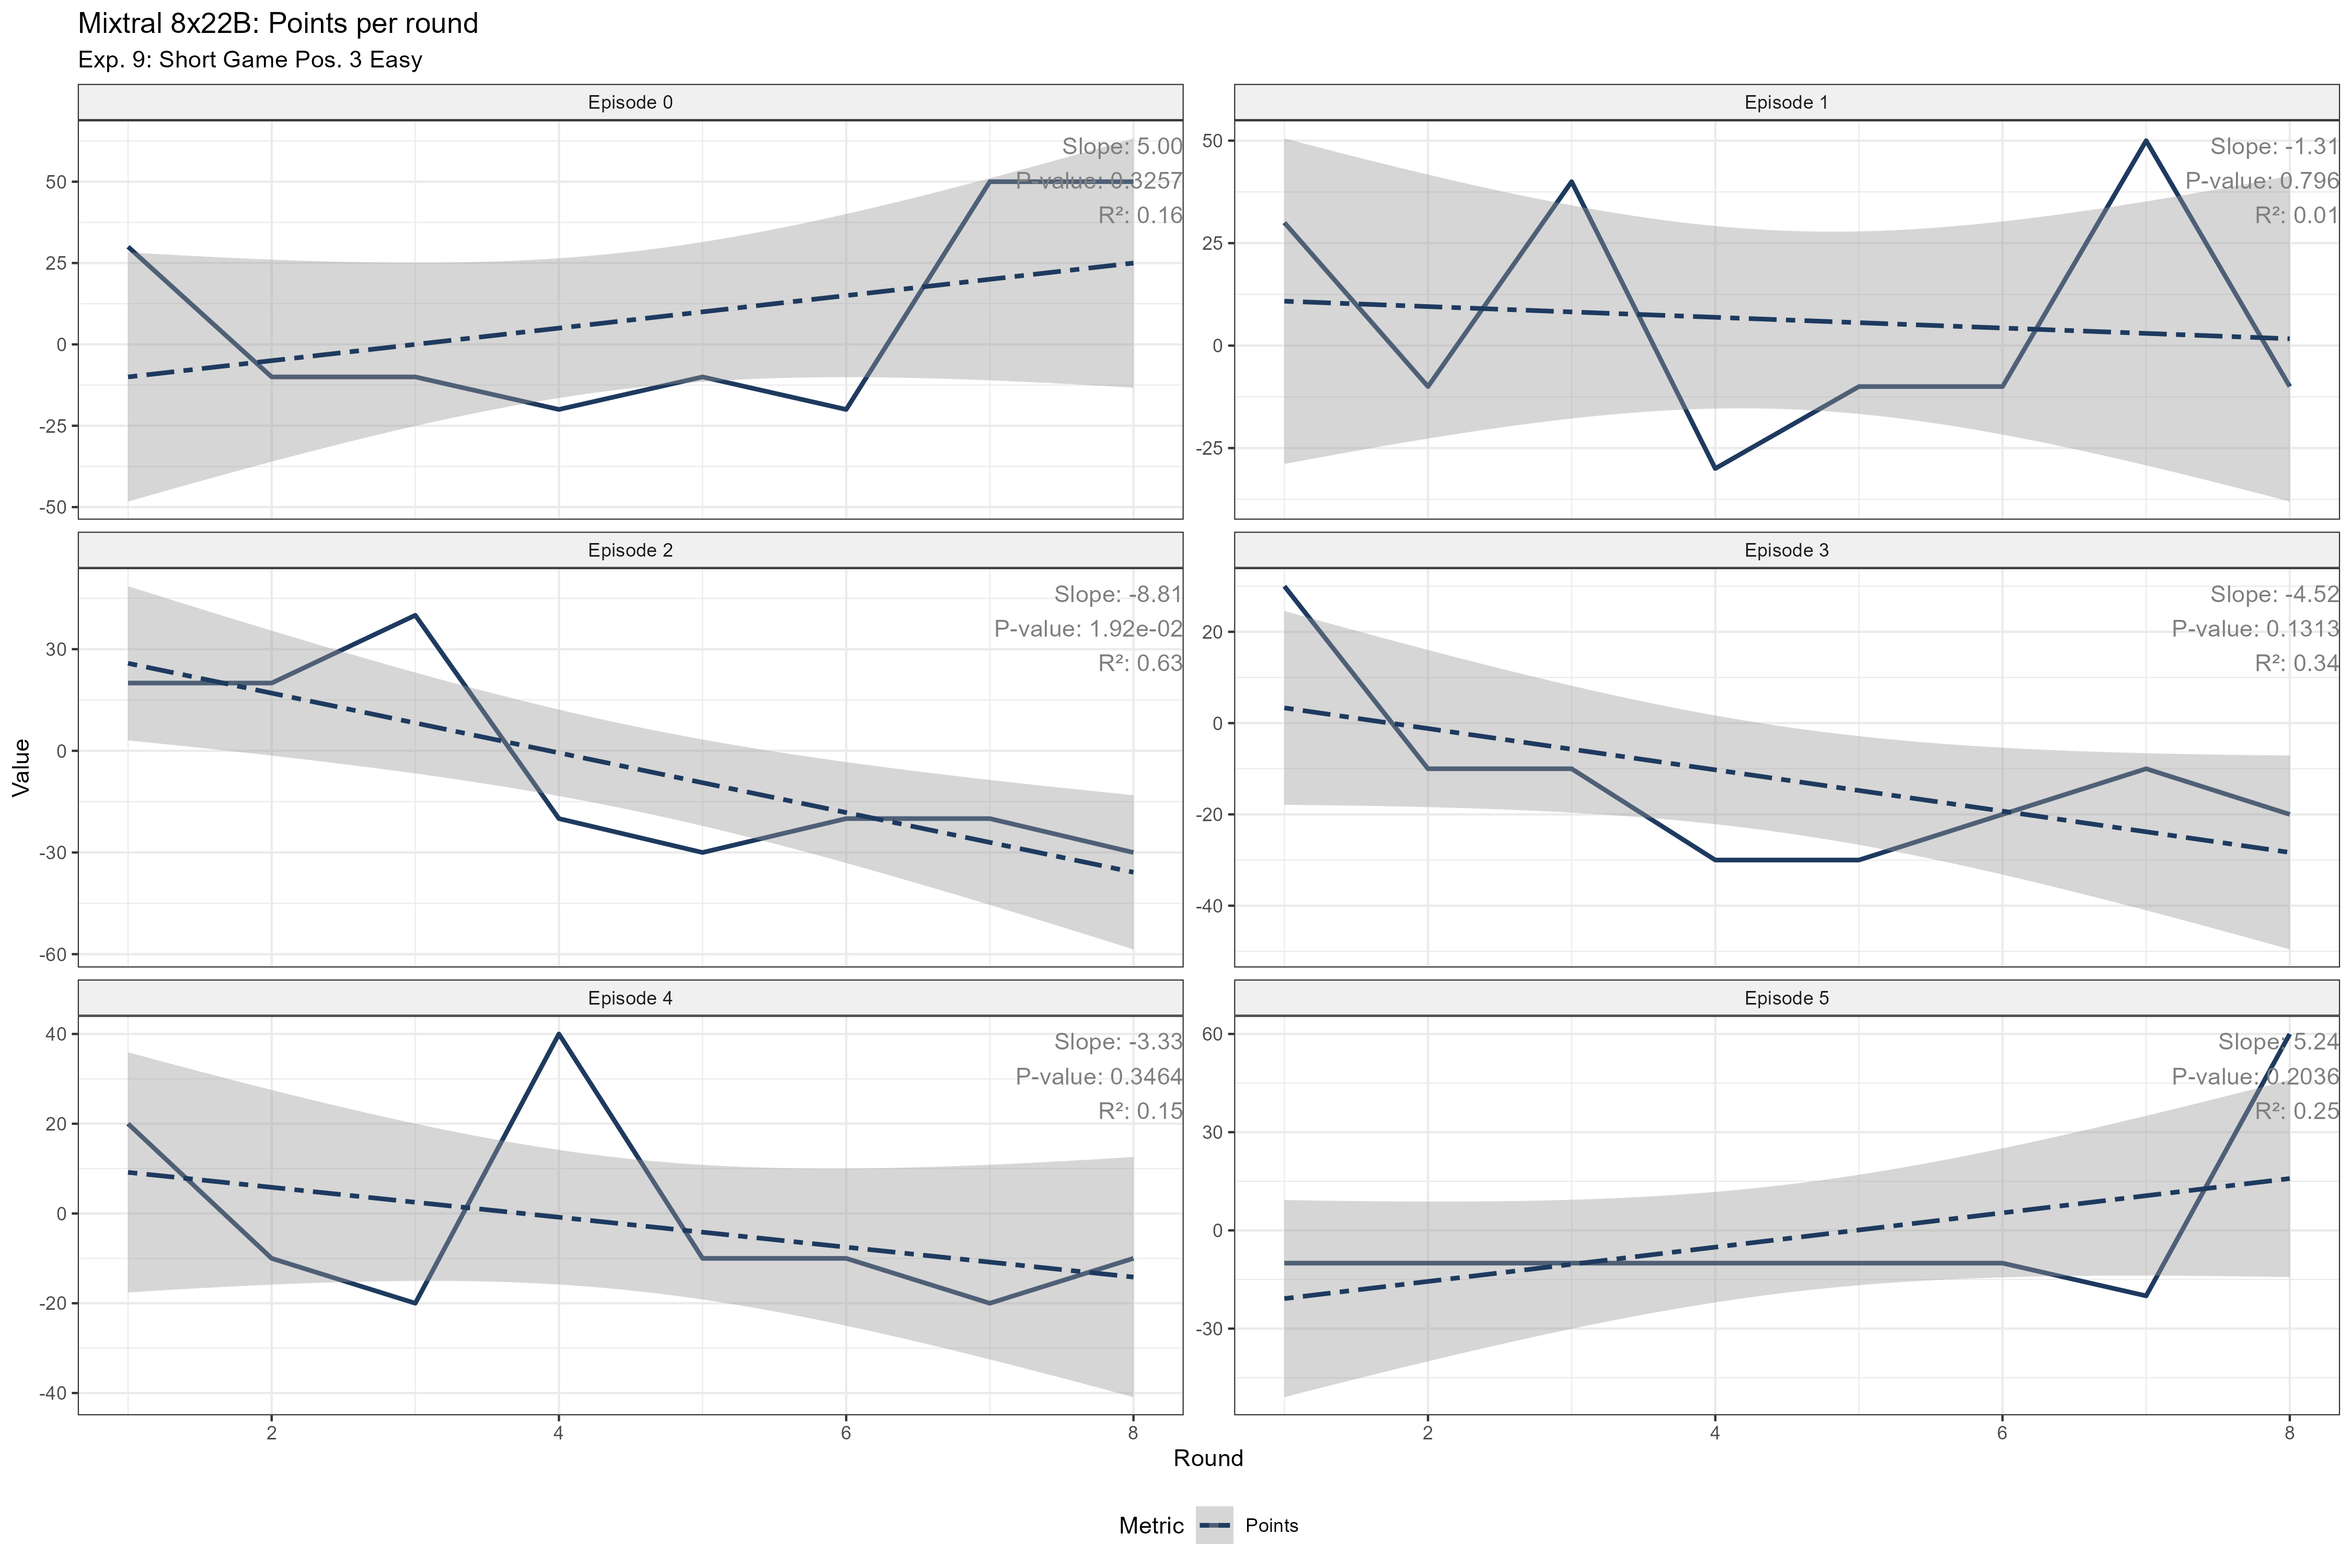 Mixtral 8x22B: Points per round
Exp. 9: Short Game Pos. 3 Easy
Episode 0
Slope: 5.00
P-value: 0.3257
R²: 0.16
50
25
0
-25
-50
Episode 1
Slope: -1.31
P-value: 0.796
R²: 0.01
50
25
0
-25
Episode 2
Slope: -8.81
P-value: 1.92e-02
R²: 0.63
30
0
-30
-60
Episode 3
Slope: -4.52
P-value: 0.1313
R²: 0.34
20
0
-20
-40
Value
Episode 4
Slope: -3.33
P-value: 0.3464
R²: 0.15
40
20
0
-20
-40
2 4 6 8
Episode 5
Slope: 5.24
P-value: 0.2036
R²: 0.25
60
30
0
-30
2 4 6 8
Round
Metric Points